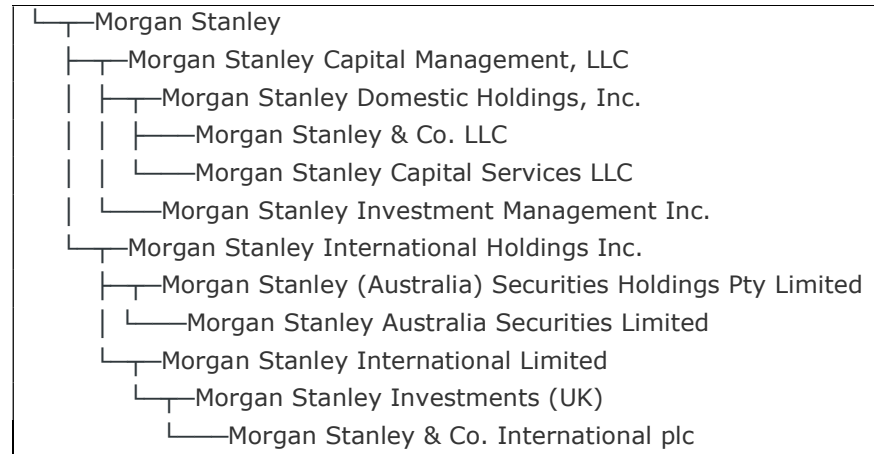 Morgan Stanley
Morgan Stanley Capital Management, LLC
Morgan Stanley Domestic Holdings, Inc.
Morgan Stanley & Co. LLC
Morgan Stanley Capital Services LLC
Morgan Stanley Investment Management Inc.
Morgan Stanley International Holdings Inc.
Morgan Stanley (Australia) Securities Holdings Pty Limited
Morgan Stanley Australia Securities Limited
Morgan Stanley International Limited
Morgan Stanley Investments (UK)
Morgan Stanley & Co. International plc